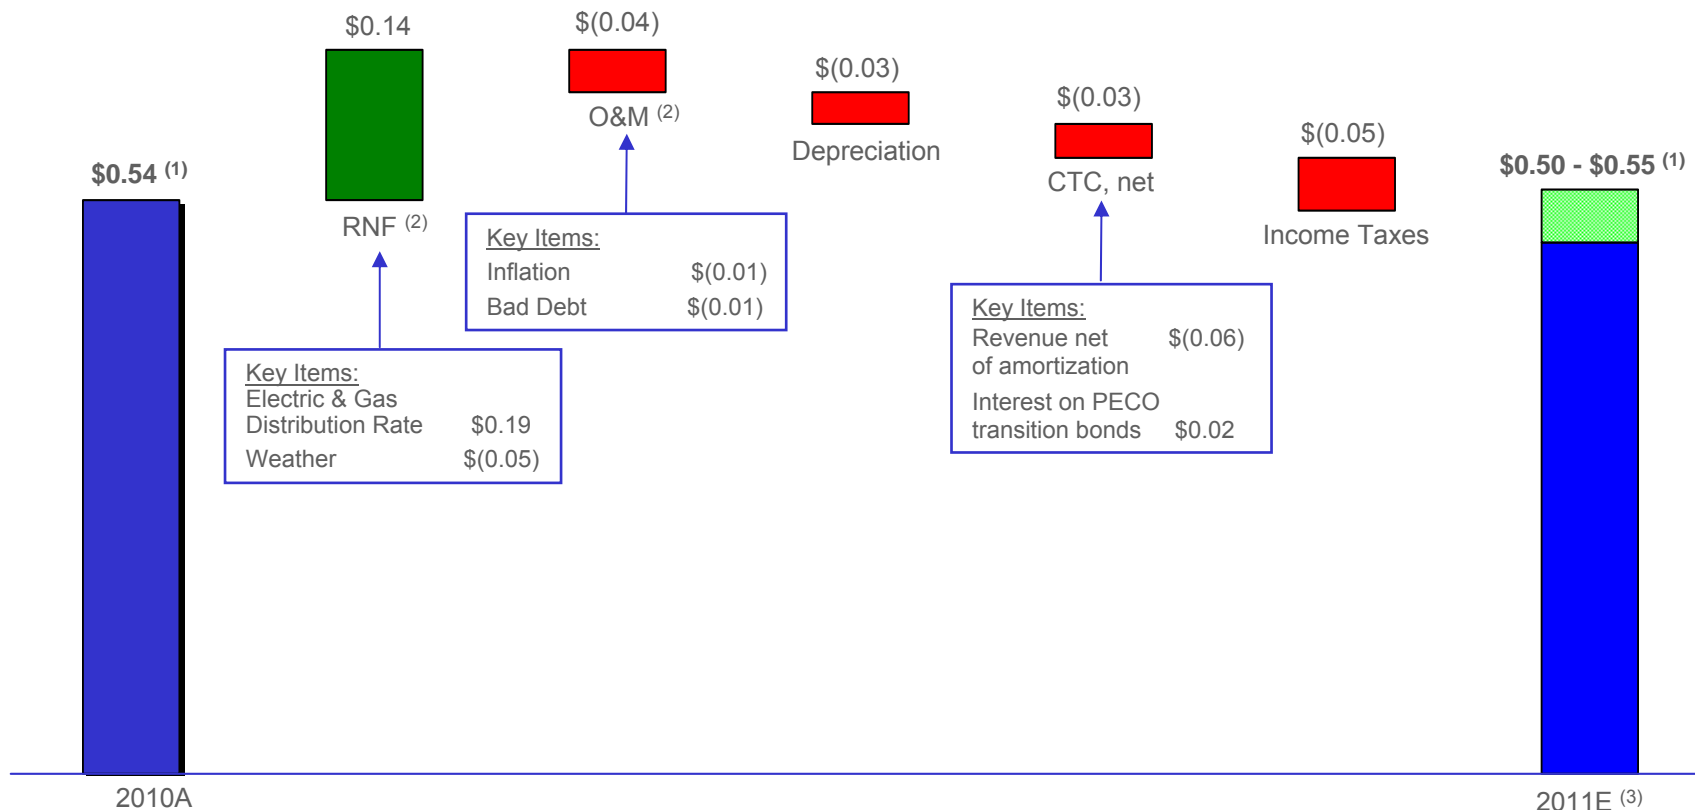 $0.54 (1)
2010A
$0.14
RNF (2)
Key Items:
Electric & Gas
Distribution Rate $0.19
Weather $(0.05)
$(0.04)
O&M (2)
Key Items:
Inflation $(0.01)
Bad Debt $(0.01)
$(0.03)
Depreciation
$(0.03)
CTC, net
Key Items:
Revenue net $(0.06)
of amortization
Interest on PECO
transition bonds $0.02
$(0.05)
Income Taxes
$0.50 - $0.55 (1)
2011E (3)